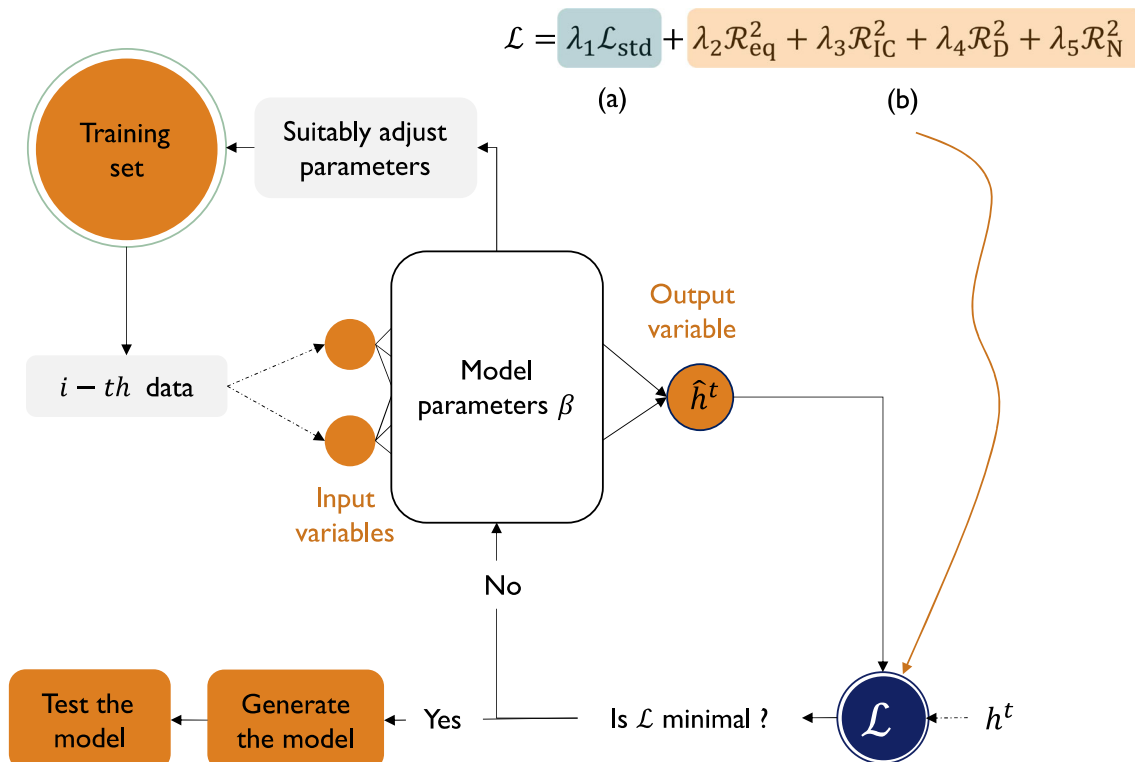 ℒ = λ₁ℒ_std + λ₂ℛ²_eq + λ₃ℛ²_IC + λ₄ℛ²_D + λ₅ℛ²_N
(a)
(b)
Training
set
Suitably adjust
parameters
i − th data
Input
variables
Model
parameters β
Output
variable
ĥᵗ
No
Test the
model
Generate
the model
Yes
Is ℒ minimal ?
ℒ
hᵗ